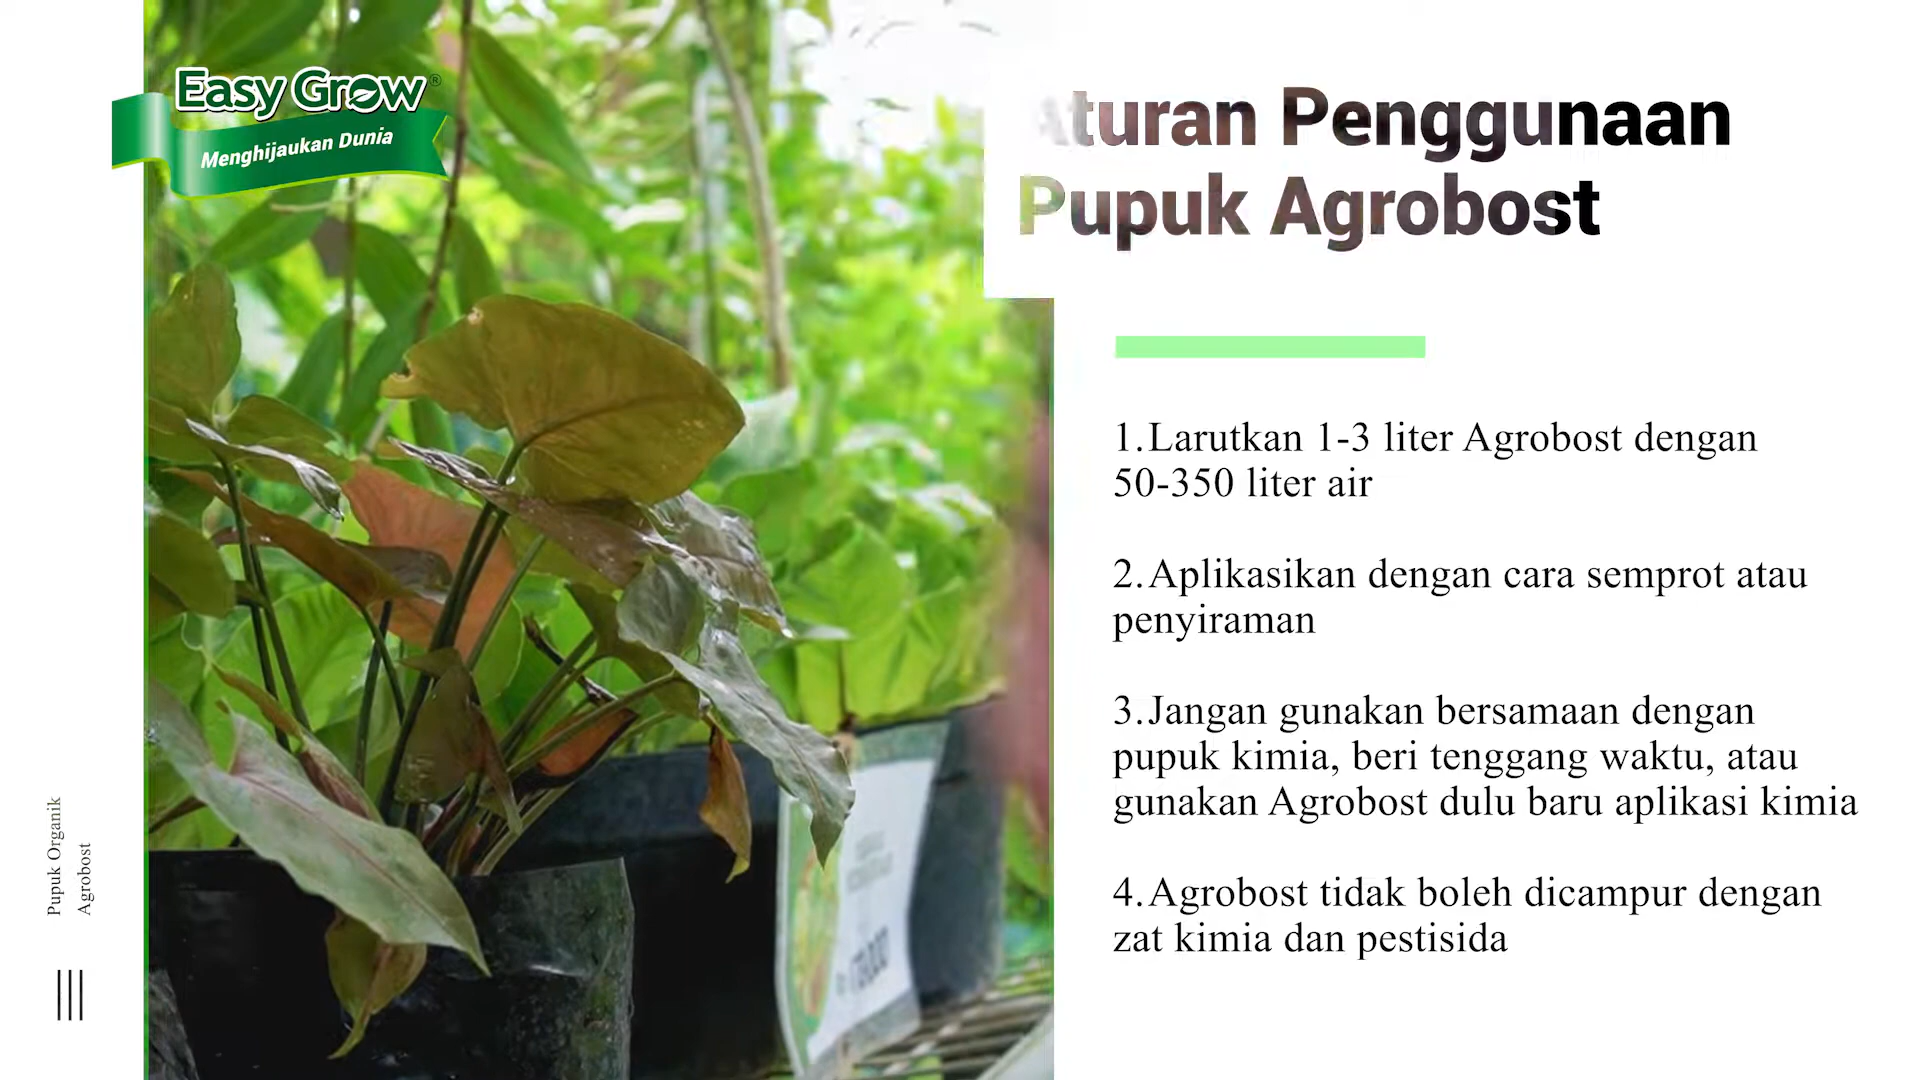 Easy Grow®
Menghijaukan Dunia
Aturan Penggunaan
Pupuk Agrobost
1.Larutkan 1-3 liter Agrobost dengan
50-350 liter air
2.Aplikasikan dengan cara semprot atau
penyiraman
3.Jangan gunakan bersamaan dengan
pupuk kimia, beri tenggang waktu, atau
gunakan Agrobost dulu baru aplikasi kimia
4.Agrobost tidak boleh dicampur dengan
zat kimia dan pestisida
Pupuk Organik
Agrobost